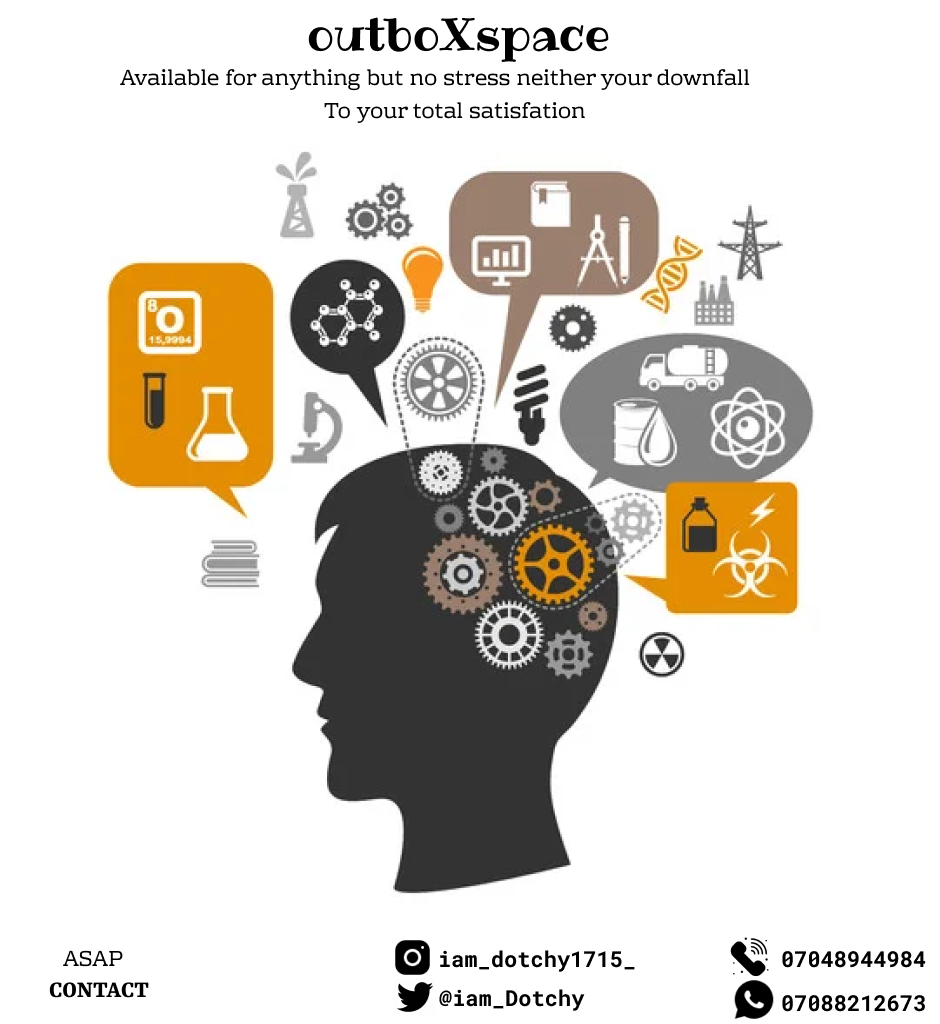 outboXspace
Available for anything but no stress neither your downfall
To your total satisfation
8
O
15,9994
ASAP
CONTACT
iam_dotchy1715_
@iam_Dotchy
07048944984
07088212673